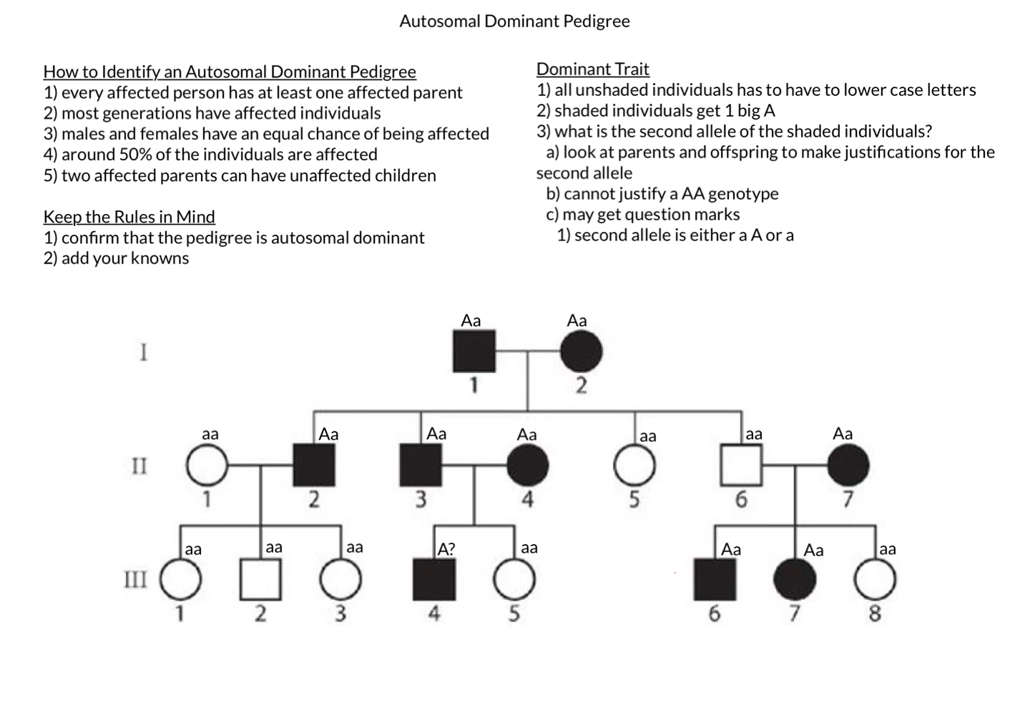 Autosomal Dominant Pedigree
How to Identify an Autosomal Dominant Pedigree
1) every affected person has at least one affected parent
2) most generations have affected individuals
3) males and females have an equal chance of being affected
4) around 50% of the individuals are affected
5) two affected parents can have unaffected children
Keep the Rules in Mind
1) confirm that the pedigree is autosomal dominant
2) add your knowns
Dominant Trait
1) all unshaded individuals has to have to lower case letters
2) shaded individuals get 1 big A
3) what is the second allele of the shaded individuals?
a) look at parents and offspring to make justifications for the
second allele
b) cannot justify a AA genotype
c) may get question marks
1) second allele is either a A or a
Aa Aa
I
1 2
aa Aa Aa Aa aa aa Aa
II
1 2 3 4 5 6 7
aa aa aa A? aa Aa Aa aa
III
1 2 3 4 5 6 7 8